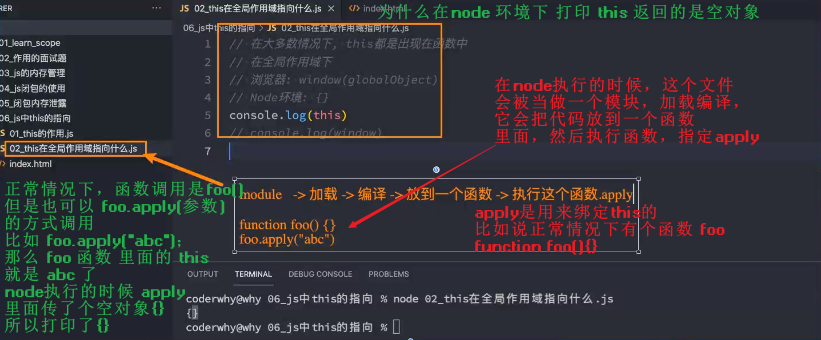 02_this在全局作用域指向什么.js
index.html
为什么在node 环境下 打印 this 返回的是空对象
06_js中this的指向 > JS 02_this在全局作用域指向什么.js
01_learn_scope
02_作用的面试题
03_js的内存管理
04_js闭包的使用
05_闭包内存泄露
06_js中this的指向
JS 01_this的作用.js
JS 02_this在全局作用域指向什么.js
<> index.html
1 // 在大多数情况下, this都是出现在函数中
2 // 在全局作用域下
3 // 浏览器: window(globalObject)
4 // Node环境: {}
5 console.log(this)
6 // console.log(window)
7
在node执行的时候，这个文件
会被当做一个模块，加载编译，
它会把代码放到一个函数
里面，然后执行函数，指定apply
正常情况下，函数调用是foo()
但是也可以 foo.apply(参数)
的方式调用
比如 foo.apply("abc");
那么 foo 函数 里面的 this
就是 abc 了
node执行的时候 apply
里面传了个空对象{}
所以打印了{}
module -> 加载 -> 编译 -> 放到一个函数 -> 执行这个函数.apply
function foo() {}
foo.apply("abc")
apply是用来绑定this的
比如说正常情况下有个函数 foo
function foo(){}
OUTPUT TERMINAL DEBUG CONSOLE PROBLEMS
coderwhy@why 06_js中this的指向 % node 02_this在全局作用域指向什么.js
{}
coderwhy@why 06_js中this的指向 %